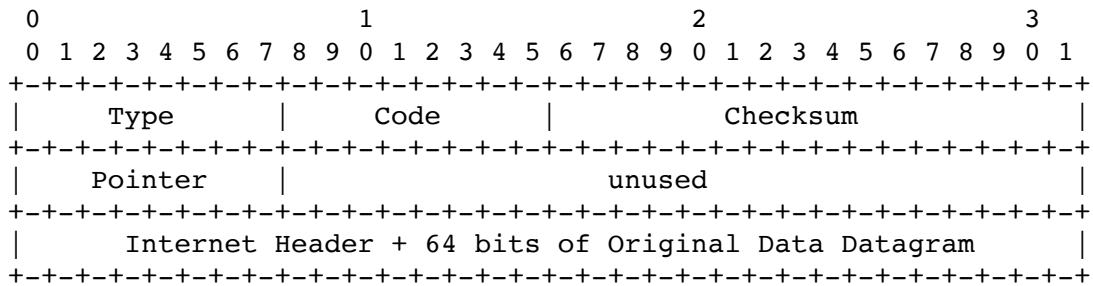 0                   1                   2                   3
0 1 2 3 4 5 6 7 8 9 0 1 2 3 4 5 6 7 8 9 0 1 2 3 4 5 6 7 8 9 0 1
+-+-+-+-+-+-+-+-+-+-+-+-+-+-+-+-+-+-+-+-+-+-+-+-+-+-+-+-+-+-+-+-+
|     Type      |     Code      |          Checksum             |
+-+-+-+-+-+-+-+-+-+-+-+-+-+-+-+-+-+-+-+-+-+-+-+-+-+-+-+-+-+-+-+-+
|    Pointer    |                   unused                      |
+-+-+-+-+-+-+-+-+-+-+-+-+-+-+-+-+-+-+-+-+-+-+-+-+-+-+-+-+-+-+-+-+
|      Internet Header + 64 bits of Original Data Datagram      |
+-+-+-+-+-+-+-+-+-+-+-+-+-+-+-+-+-+-+-+-+-+-+-+-+-+-+-+-+-+-+-+-+